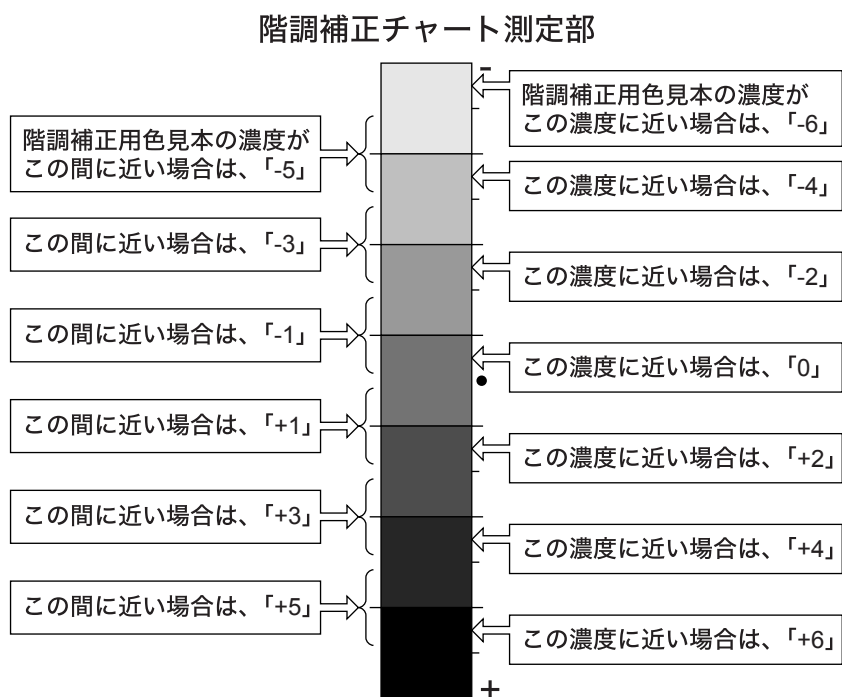 階調補正チャート測定部
-
階調補正用色見本の濃度が
この濃度に近い場合は、「-6」
階調補正用色見本の濃度が
この間に近い場合は、「-5」
この濃度に近い場合は、「-4」
この間に近い場合は、「-3」
この濃度に近い場合は、「-2」
この間に近い場合は、「-1」
この濃度に近い場合は、「0」
この間に近い場合は、「+1」
この濃度に近い場合は、「+2」
この間に近い場合は、「+3」
この濃度に近い場合は、「+4」
この間に近い場合は、「+5」
この濃度に近い場合は、「+6」
+